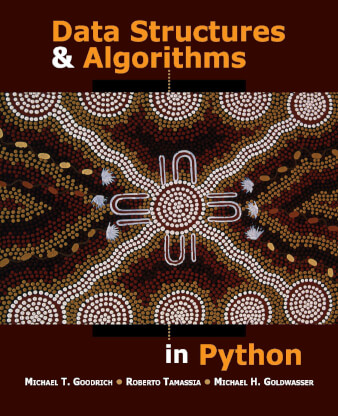 Data Structures
& Algorithms
in Python
MICHAEL T. GOODRICH • ROBERTO TAMASSIA • MICHAEL H. GOLDWASSER